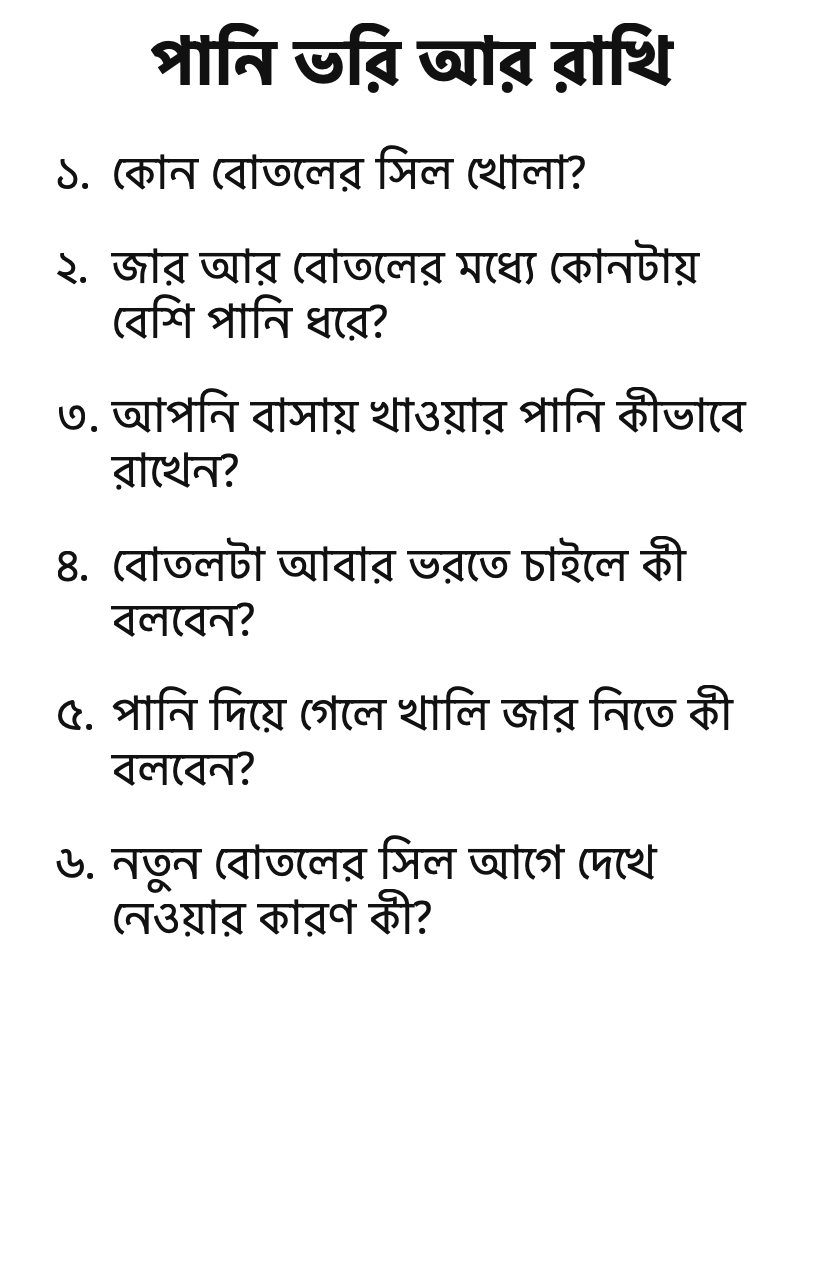 পানি ভরি আর রাখি
১. কোন বোতলের সিল খোলা?
২. জার আর বোতলের মধ্যে কোনটায়
বেশি পানি ধরে?
৩. আপনি বাসায় খাওয়ার পানি কীভাবে
রাখেন?
৪. বোতলটা আবার ভরতে চাইলে কী
বলবেন?
৫. পানি দিয়ে গেলে খালি জার নিতে কী
বলবেন?
৬. নতুন বোতলের সিল আগে দেখে
নেওয়ার কারণ কী?